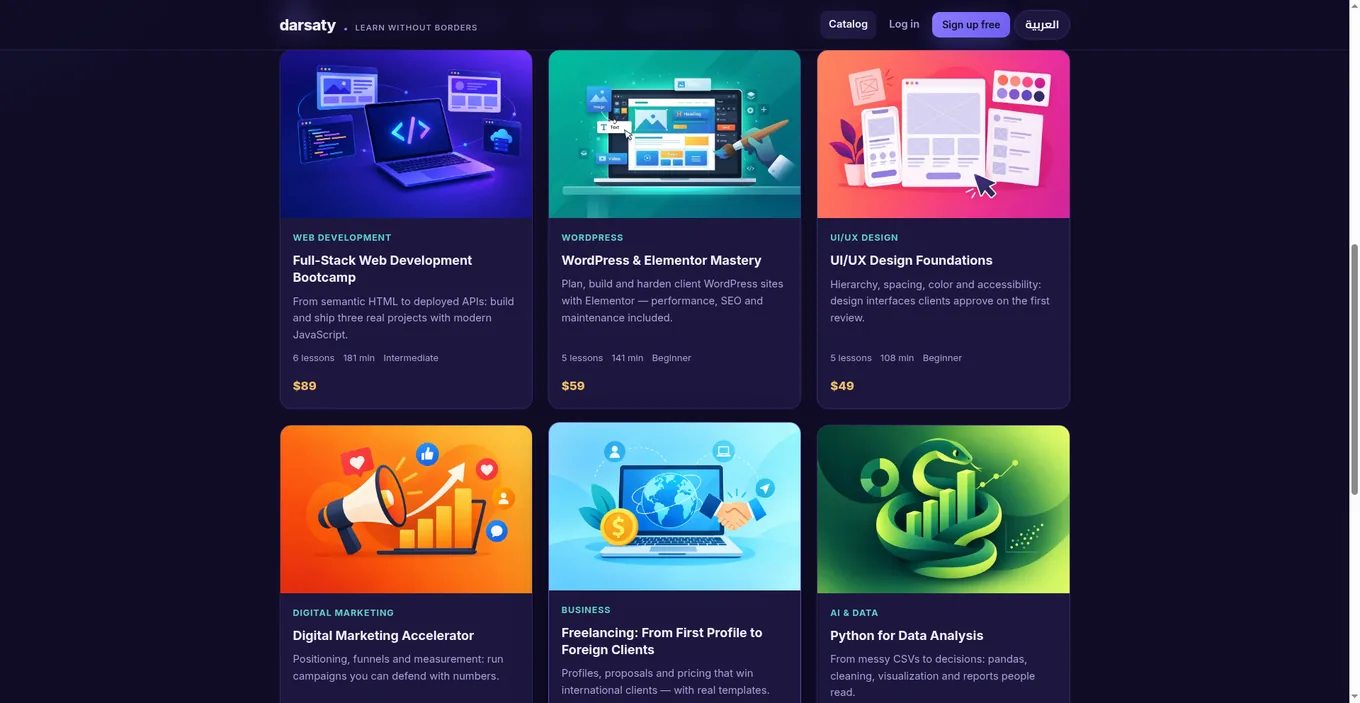 darsaty . LEARN WITHOUT BORDERS
Catalog
Log in
Sign up free
العربية
</>
Image
Text
Video
Heading
WEB DEVELOPMENT
Full-Stack Web Development
Bootcamp
From semantic HTML to deployed APIs: build
and ship three real projects with modern
JavaScript.
6 lessons 181 min Intermediate
$89
WORDPRESS
WordPress & Elementor Mastery
Plan, build and harden client WordPress sites
with Elementor — performance, SEO and
maintenance included.
5 lessons 141 min Beginner
$59
UI/UX DESIGN
UI/UX Design Foundations
Hierarchy, spacing, color and accessibility:
design interfaces clients approve on the first
review.
5 lessons 108 min Beginner
$49
$
DIGITAL MARKETING
Digital Marketing Accelerator
Positioning, funnels and measurement: run
campaigns you can defend with numbers.
BUSINESS
Freelancing: From First Profile to
Foreign Clients
Profiles, proposals and pricing that win
international clients — with real templates.
AI & DATA
Python for Data Analysis
From messy CSVs to decisions: pandas,
cleaning, visualization and reports people
read.